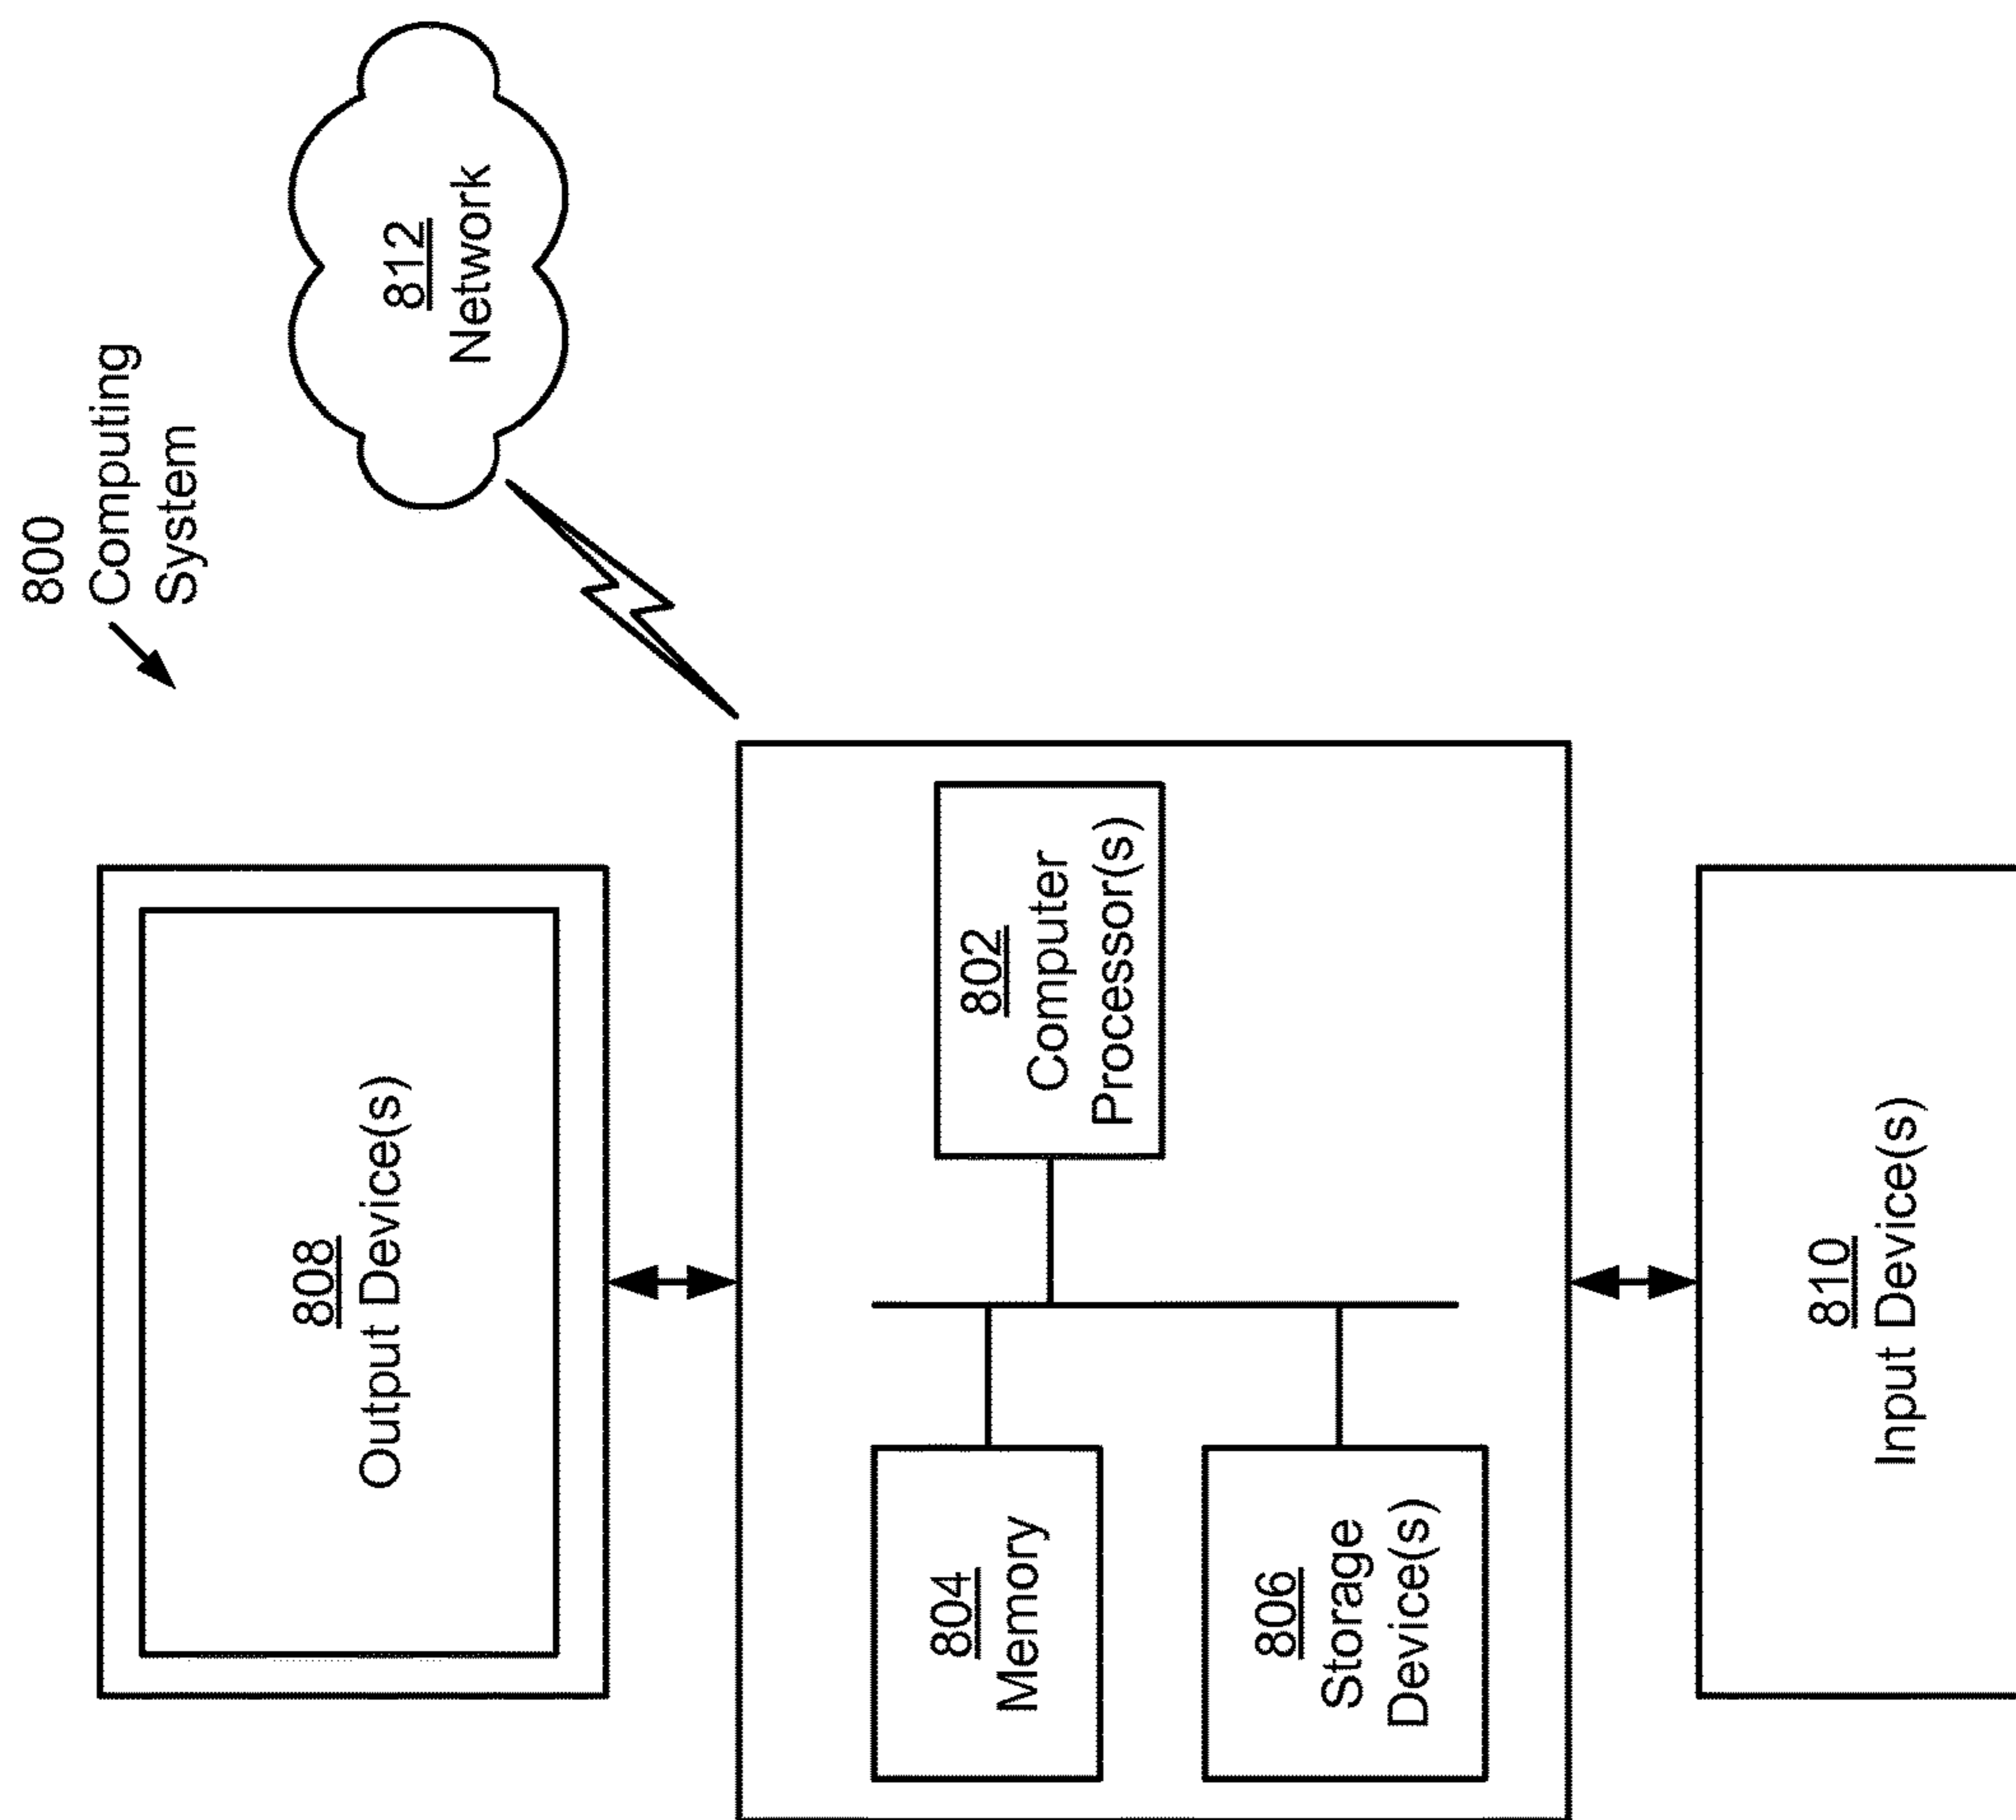 800
Computing
System
808
Output Device(s)
812
Network
804
Memory
802
Computer
Processor(s)
806
Storage
Device(s)
810
Input Device(s)